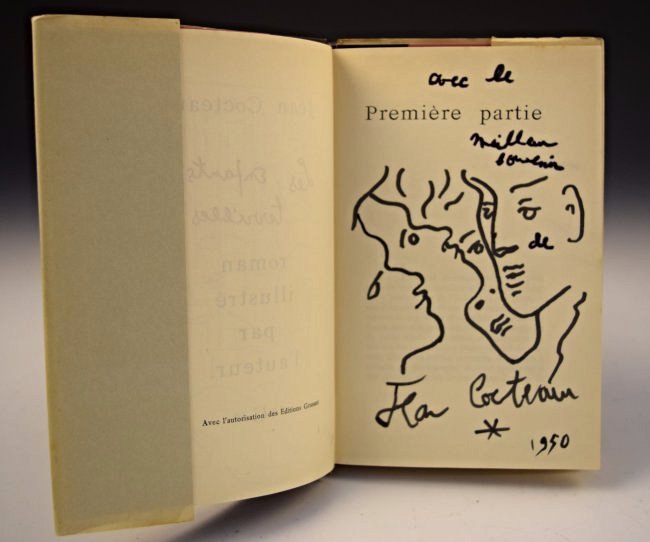 Jean Cocteau
Les enfants
terribles
roman
illustré
par
l'auteur
Avec l'autorisation des Editions Grasset
avec le
Première partie
meilleur
souvenir
de
Jean Cocteau
1950